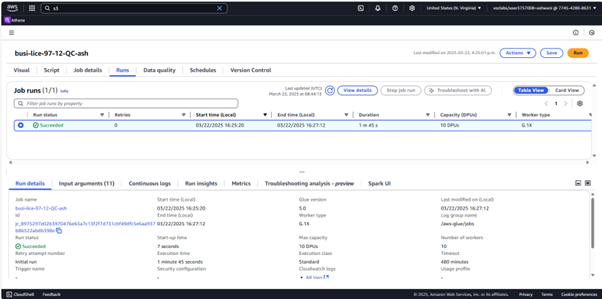 aws
s3
United States (N. Virginia)
Athena
busi-lice-97-12-QC-ash
Last modified on 2025-03-22, 4:25:01 p.m.
Actions
Save
Run
Visual
Script
Job details
Runs
Data quality
Schedules
Version Control
Job runs (1/1) Info
Last updated (UTC)
March 23, 2025 at 08:44:13
View details
Stop job run
Troubleshoot with AI
Table View
Card View
Filter job runs by property
1
Run status
Retries
Start time (Local)
End time (Local)
Duration
Capacity (DPUs)
Worker type
Succeeded
0
03/22/2025 16:25:20
03/22/2025 16:27:12
1 m 45 s
10 DPUs
G.1X
Run details
Input arguments (11)
Continuous logs
Run insights
Metrics
Troubleshooting analysis - preview
Spark UI
Job name
Start time (Local)
Glue version
Last modified on (Local)
busi-lice-97-12-QC-ash
03/22/2025 16:25:20
5.0
03/22/2025 16:27:12
Id
End time (Local)
Worker type
Log group name
03/22/2025 16:27:12
G.1X
/aws-glue/jobs
Run status
Start-up time
Max capacity
Number of workers
Succeeded
7 seconds
10 DPUs
10
Retry attempt number
Execution time
Execution class
Timeout
Initial run
1 minute 45 seconds
Standard
480 minutes
Trigger name
Security configuration
Cloudwatch logs
Usage profile
-
-
All logs
-
CloudShell
Feedback
© 2025, Amazon Web Services, Inc. or its affiliates.
Privacy
Terms
Cookie preferences